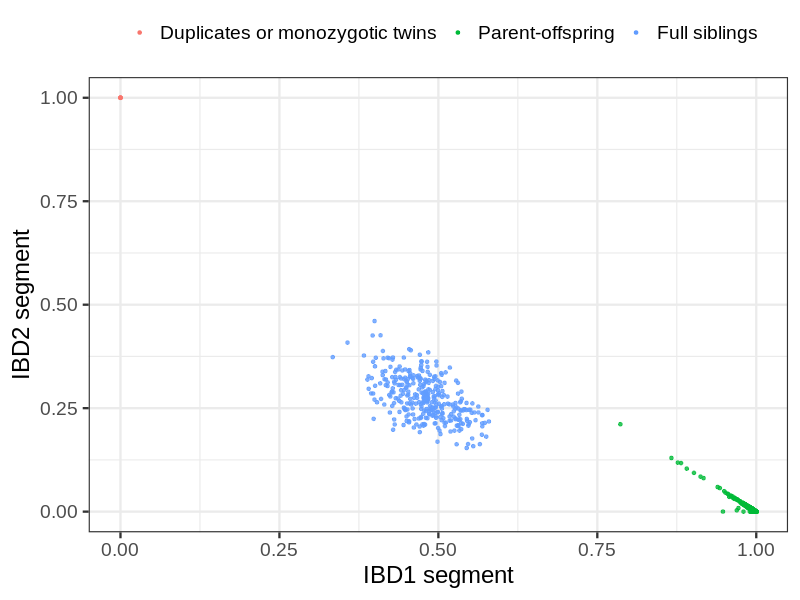 Duplicates or monozygotic twins Parent-offspring Full siblings
1.00
0.75
0.50
0.25
0.00
IBD2 segment
0.00 0.25 0.50 0.75 1.00
IBD1 segment